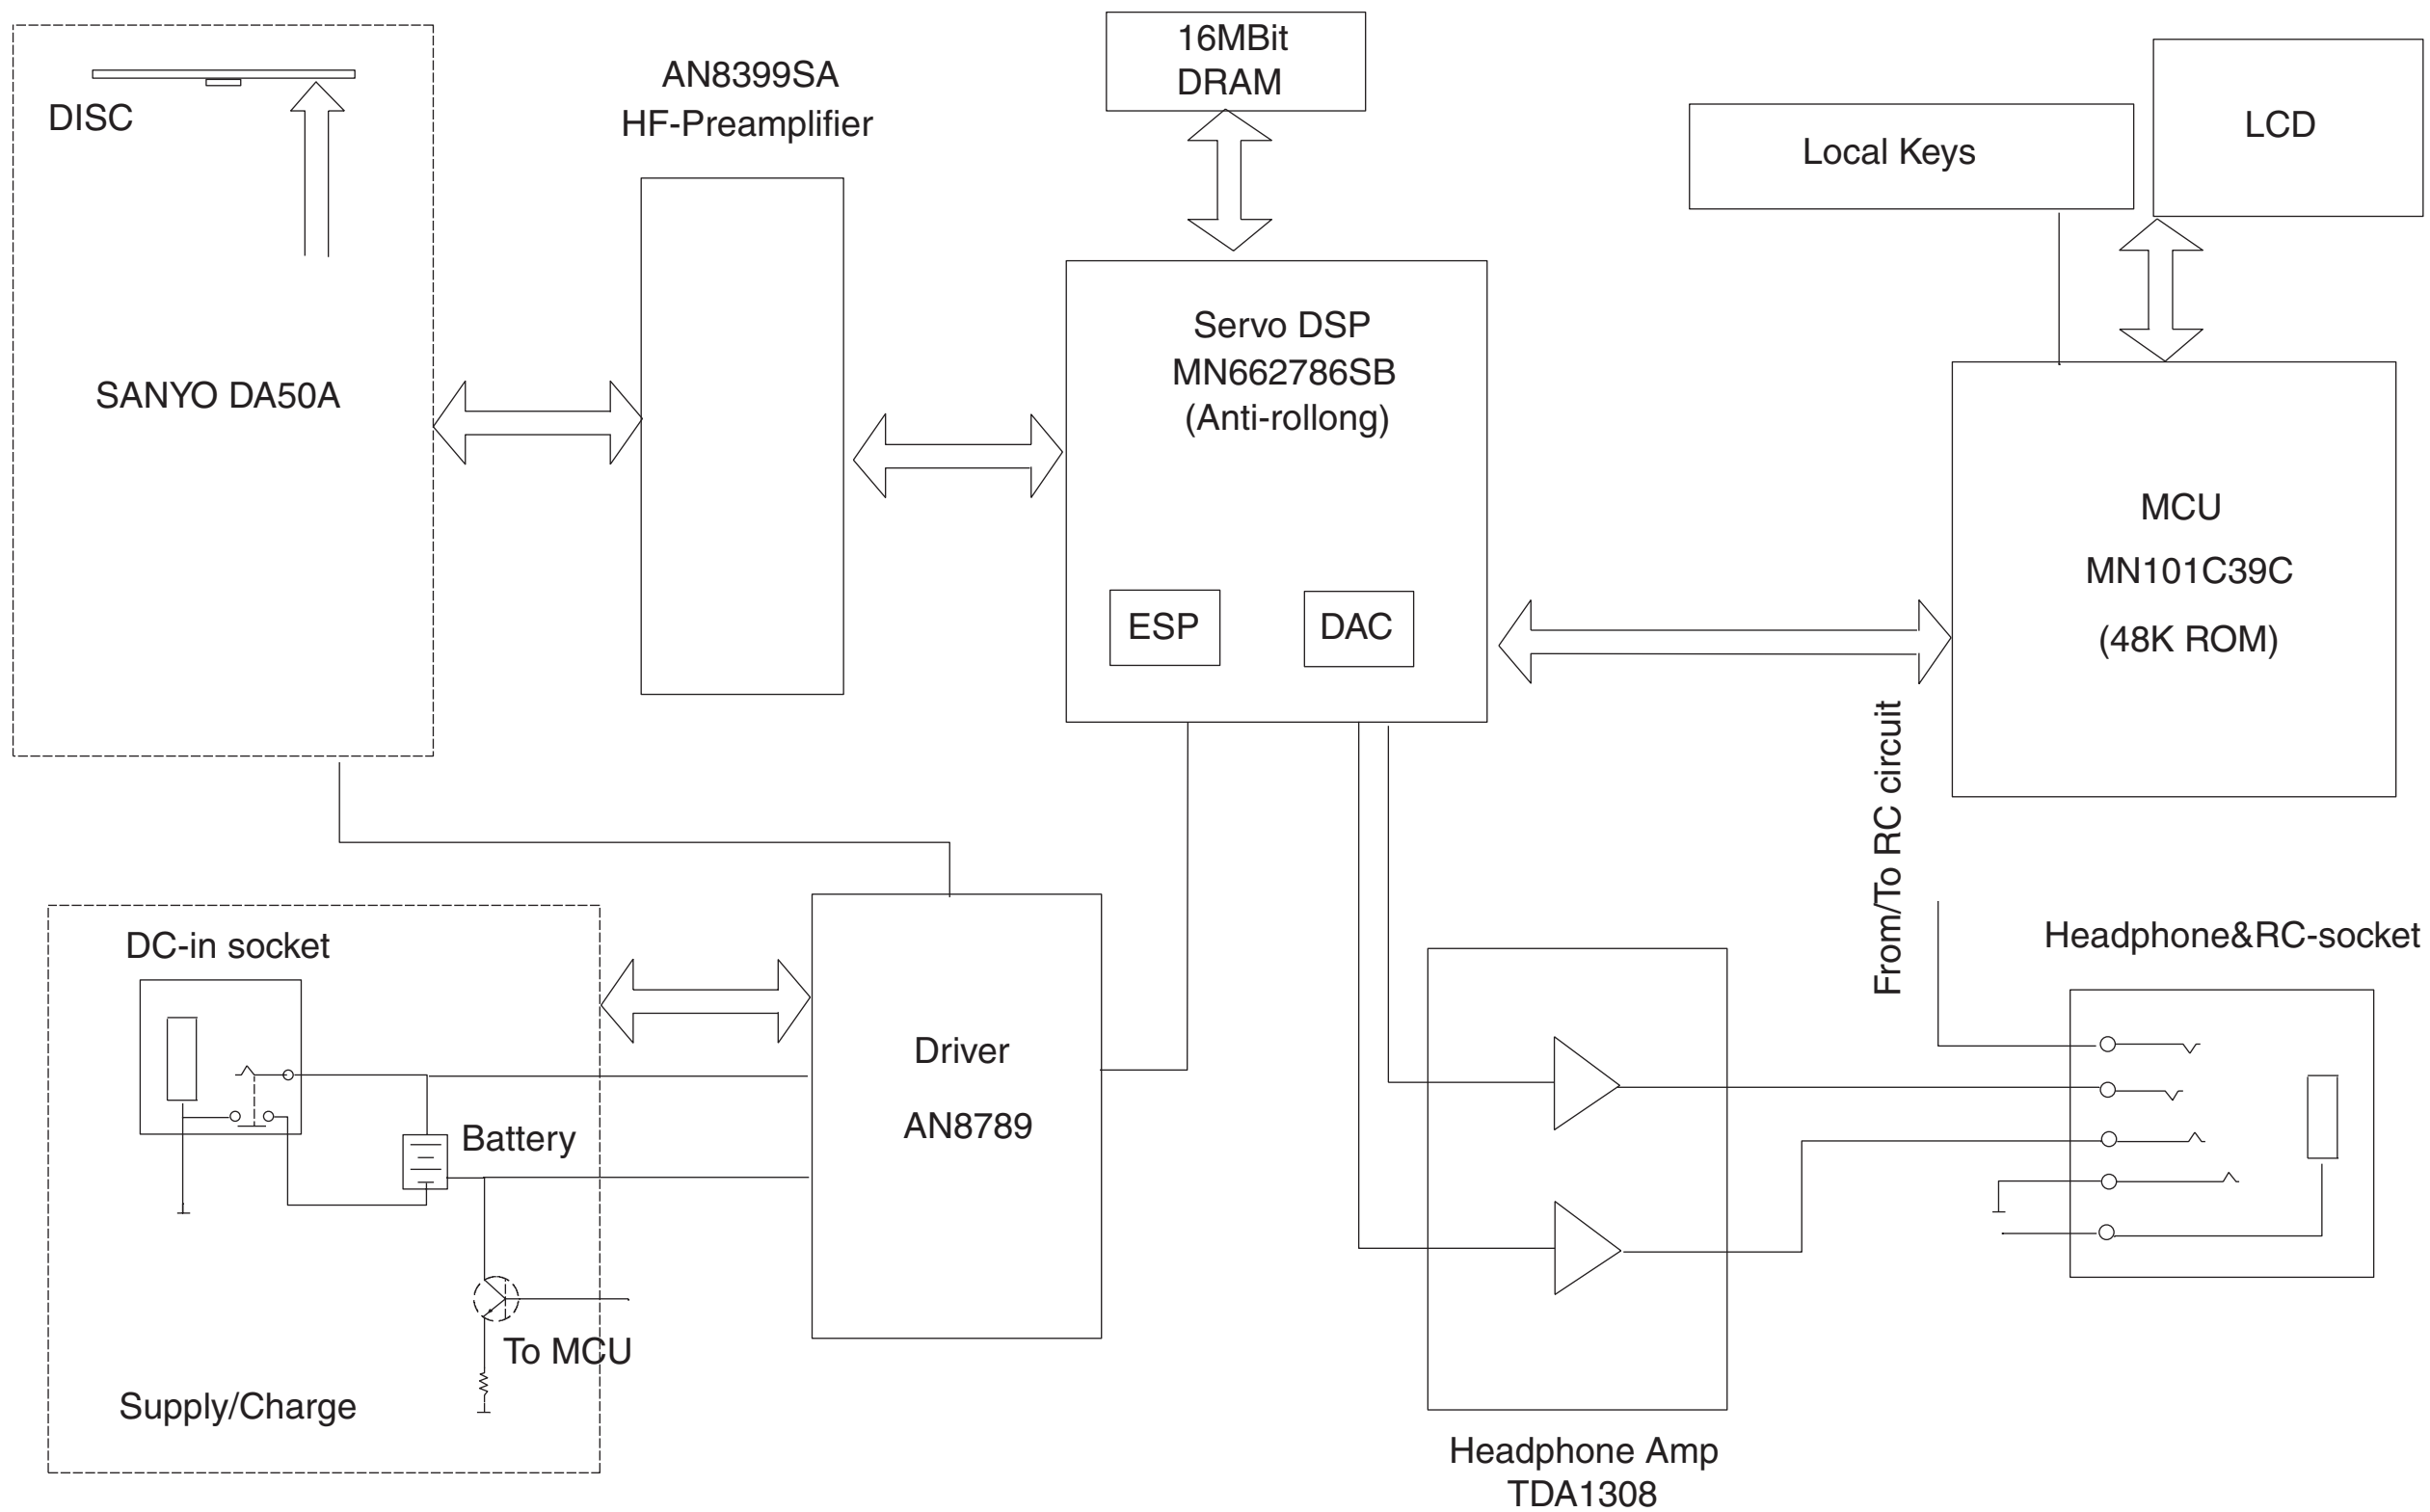 DISC
SANYO DA50A
AN8399SA
HF-Preamplifier
16MBit
DRAM
Local Keys
LCD
Servo DSP
MN662786SB
(Anti-rollong)
ESP
DAC
MCU
MN101C39C
(48K ROM)
From/To RC circuit
Headphone&RC-socket
DC-in socket
Battery
To MCU
Supply/Charge
Driver
AN8789
Headphone Amp
TDA1308